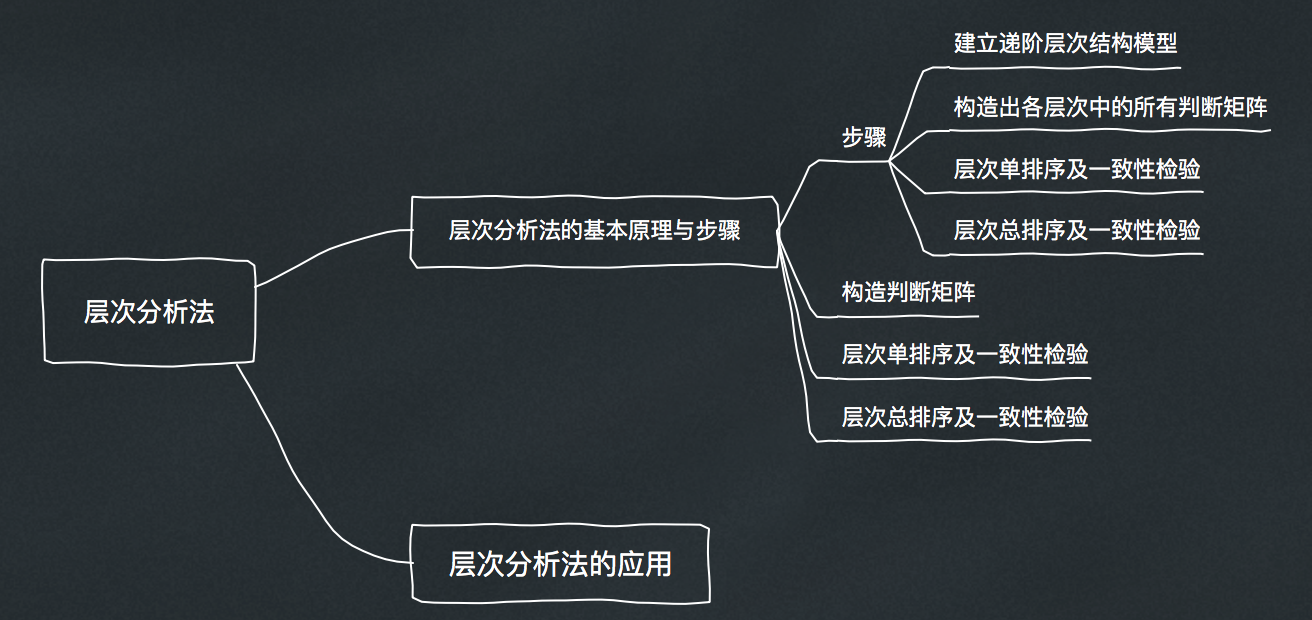 层次分析法
层次分析法的基本原理与步骤
步骤
建立递阶层次结构模型
构造出各层次中的所有判断矩阵
层次单排序及一致性检验
层次总排序及一致性检验
构造判断矩阵
层次单排序及一致性检验
层次总排序及一致性检验
层次分析法的应用